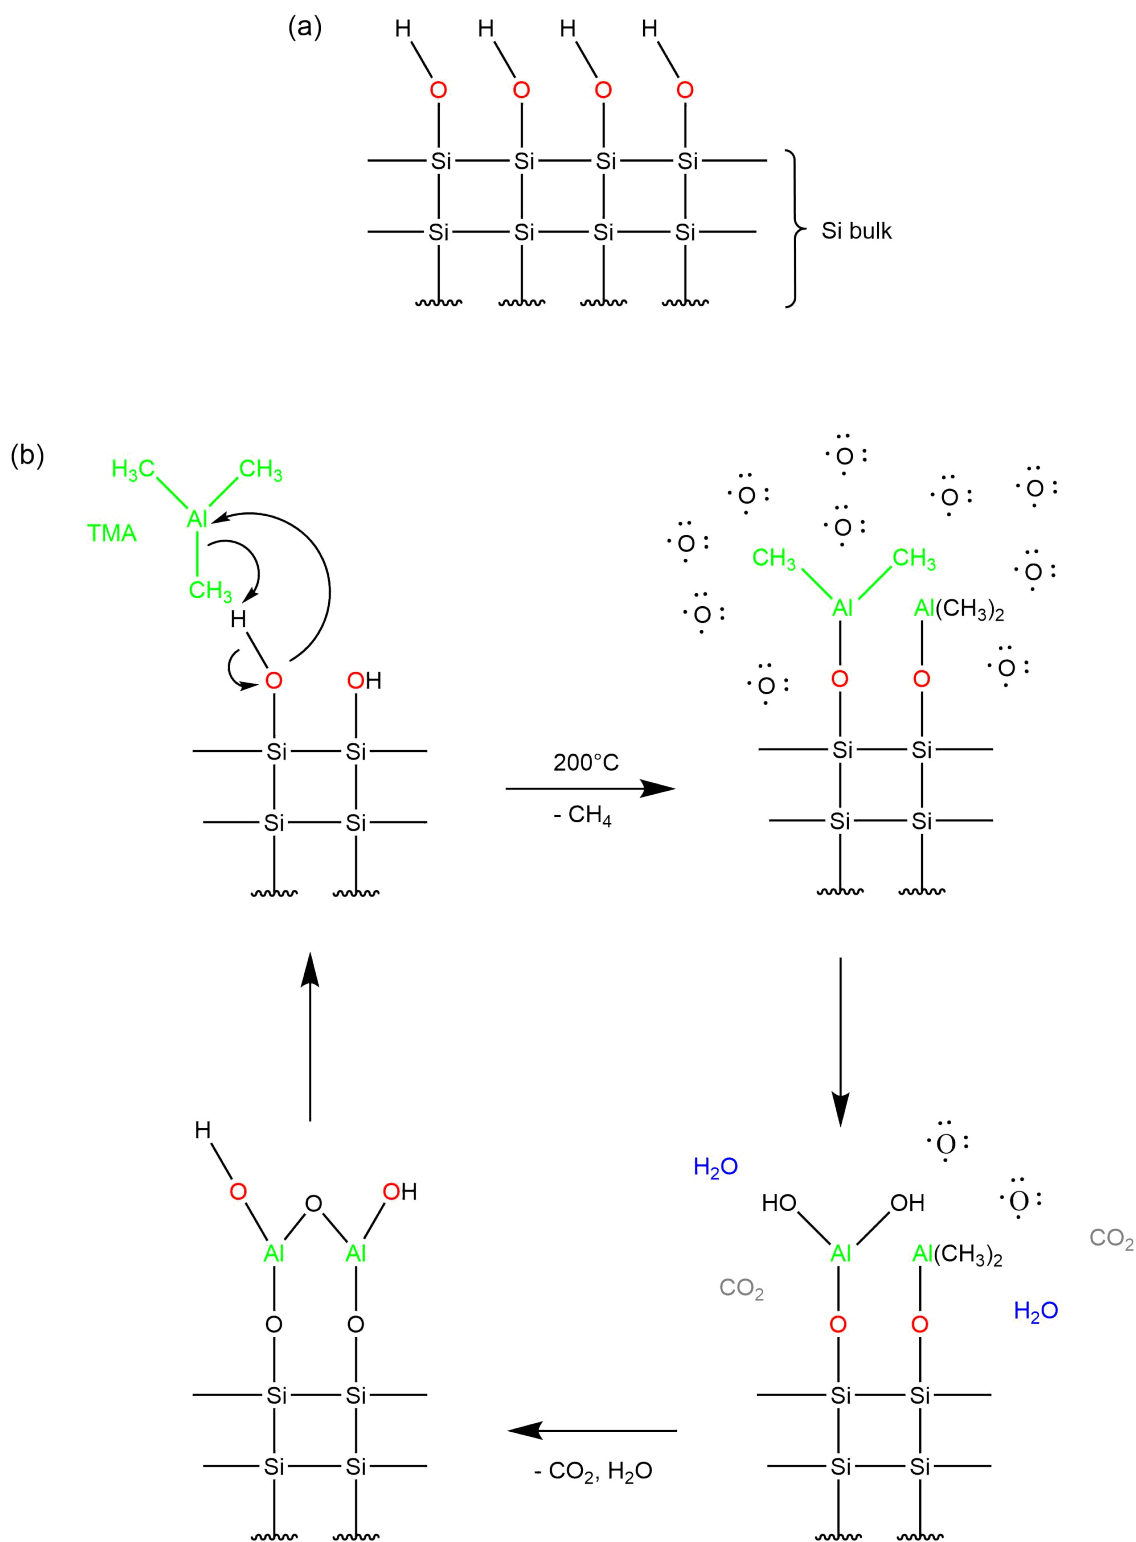 (a)
H H H H
O O O O
Si Si Si Si
Si Si Si Si
Si bulk
(b)
H₃C CH₃
Al
TMA
CH₃
H
O OH
Si Si
Si Si
200°C
- CH₄
O
O O O
O
O
CH₃ CH₃
O
O
Al Al(CH₃)₂
O
O
O O
Si Si
Si Si
O
H₂O
O
HO OH
CO₂
Al Al(CH₃)₂
CO₂
H₂O
O O
Si Si
Si Si
- CO₂, H₂O
H
O O OH
Al Al
O O
Si Si
Si Si